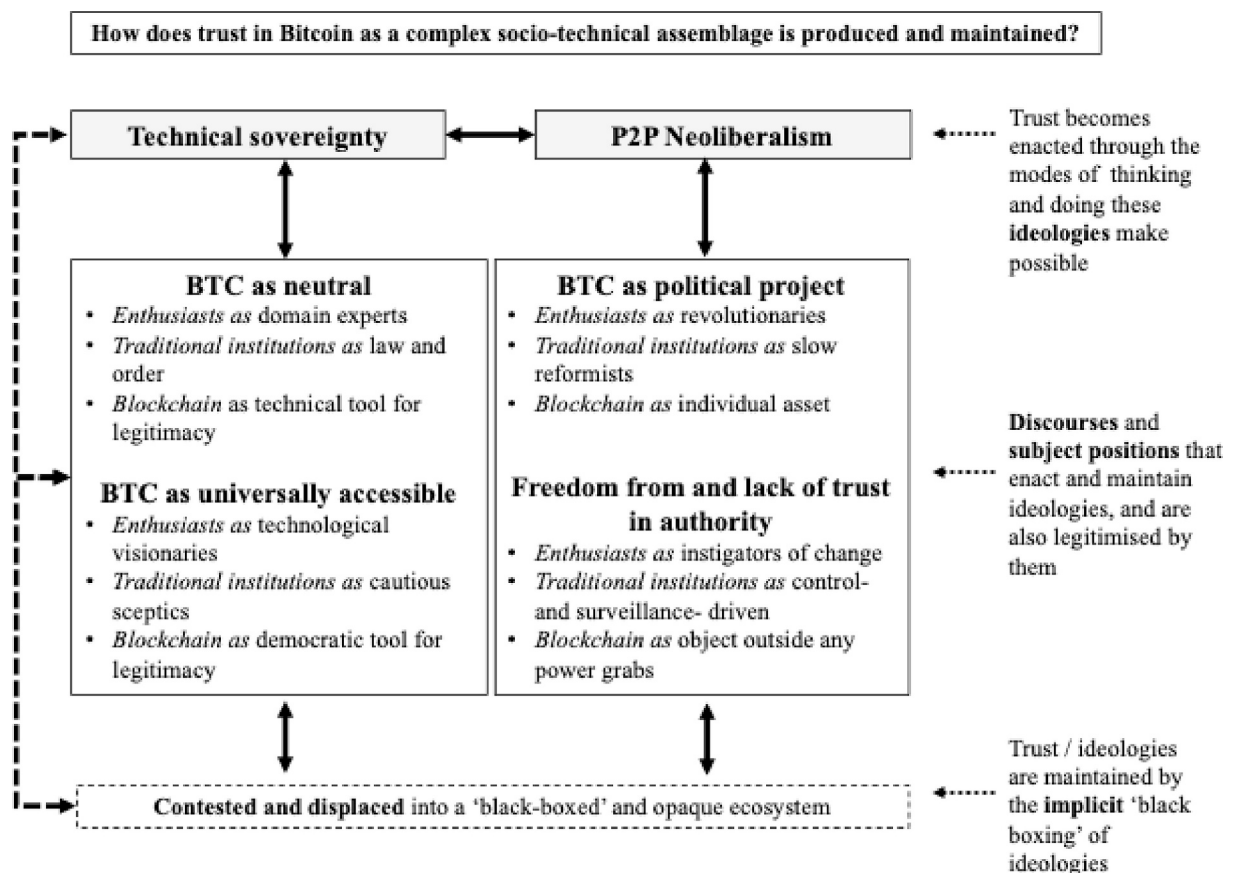 How does trust in Bitcoin as a complex socio-technical assemblage is produced and maintained?
Technical sovereignty
P2P Neoliberalism
Trust becomes
enacted through the
modes of thinking
and doing these
ideologies make
possible
BTC as neutral
• Enthusiasts as domain experts
• Traditional institutions as law and
order
• Blockchain as technical tool for
legitimacy
BTC as universally accessible
• Enthusiasts as technological
visionaries
• Traditional institutions as cautious
sceptics
• Blockchain as democratic tool for
legitimacy
BTC as political project
• Enthusiasts as revolutionaries
• Traditional institutions as slow
reformists
• Blockchain as individual asset
Freedom from and lack of trust
in authority
• Enthusiasts as instigators of change
• Traditional institutions as control-
and surveillance- driven
• Blockchain as object outside any
power grabs
Discourses and
subject positions that
enact and maintain
ideologies, and are
also legitimised by
them
Contested and displaced into a ‘black-boxed’ and opaque ecosystem
Trust / ideologies
are maintained by
the implicit ‘black
boxing’ of
ideologies